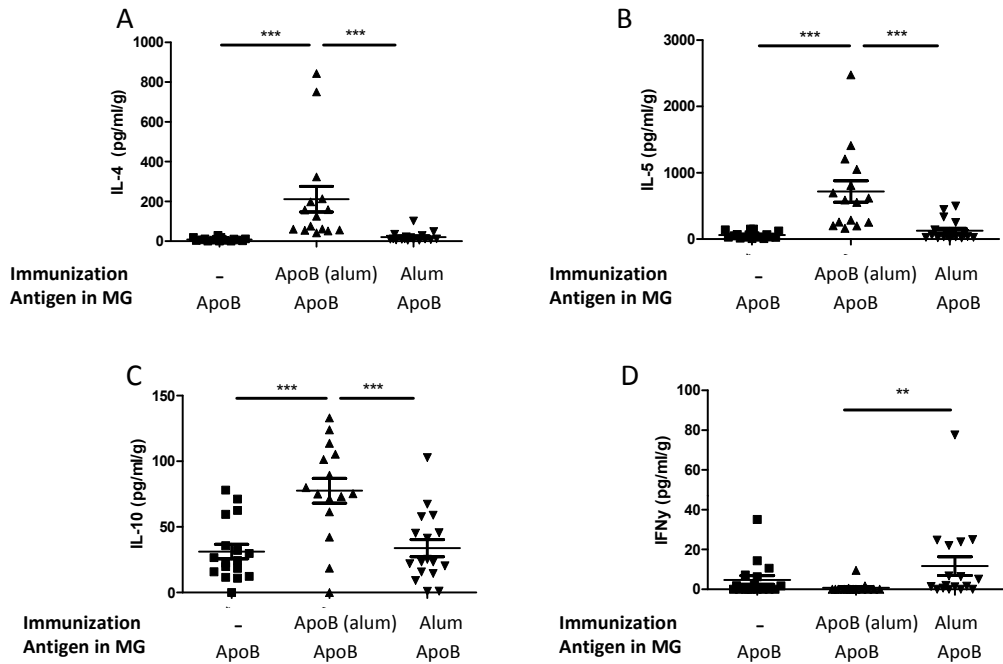 A
***
***
1000
800
600
400
200
0
IL-4 (pg/ml/g)
Immunization - ApoB (alum) Alum
Antigen in MG ApoB ApoB ApoB
B
***
***
3000
2000
1000
0
IL-5 (pg/ml/g)
Immunization - ApoB (alum) Alum
Antigen in MG ApoB ApoB ApoB
C
***
***
150
100
50
0
IL-10 (pg/ml/g)
Immunization - ApoB (alum) Alum
Antigen in MG ApoB ApoB ApoB
D
**
100
80
60
40
20
0
IFNy (pg/ml/g)
Immunization - ApoB (alum) Alum
Antigen in MG ApoB ApoB ApoB